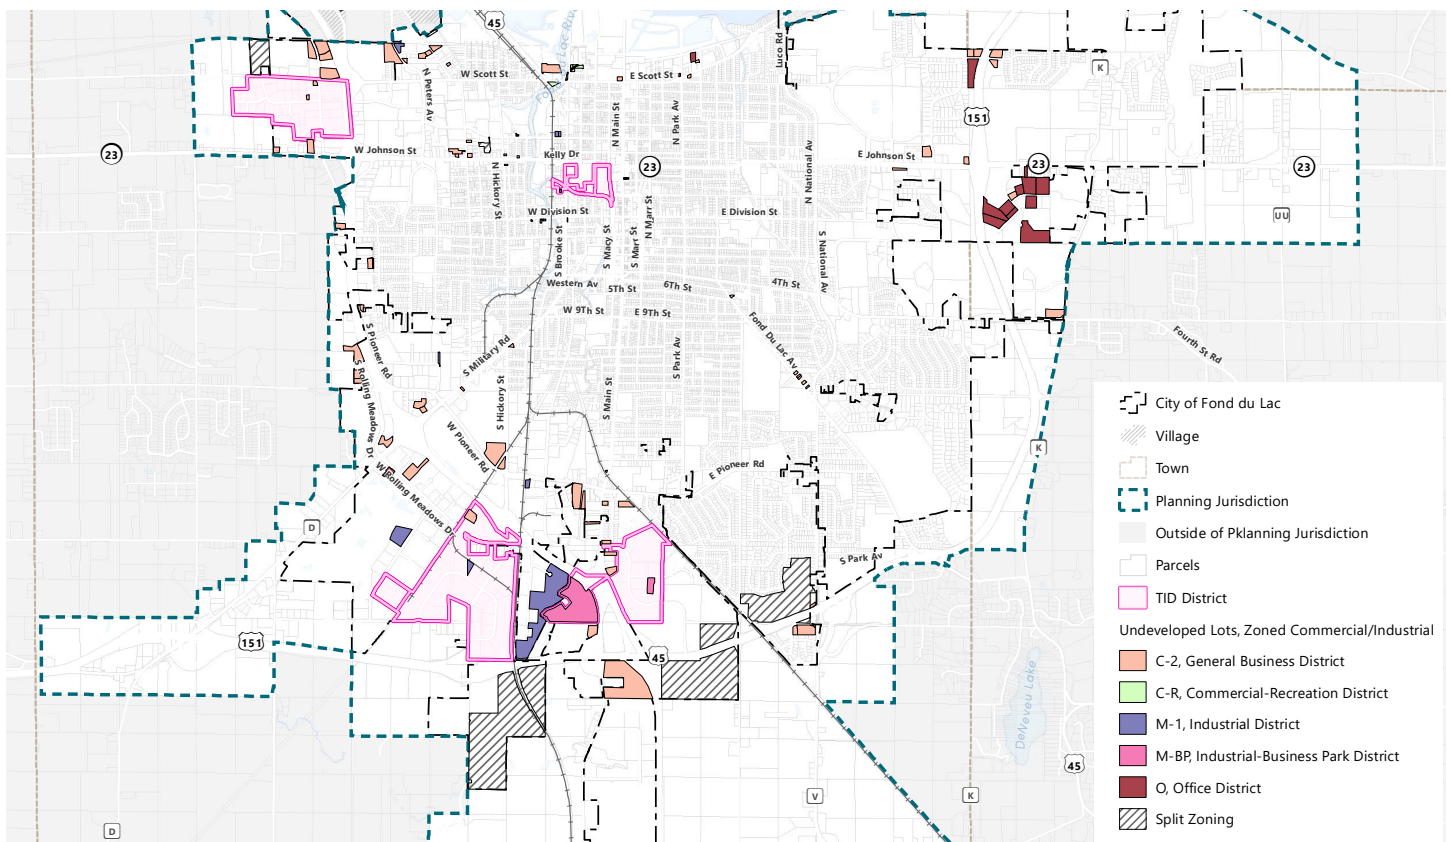 45
Fond du Lac River
Luco Rd
W Scott St
E Scott St
K
N Peters Av
N Main St
N Park Av
151
23
W Johnson St
Kelly Dr
23
E Johnson St
23
23
N Hickory St
N National Av
W Division St
N Marr St
E Division St
UU
S Brooke St
S Macy St
S Marr St
S National Av
Western Av
5Th St
6Th St
4Th St
W 9Th St
E 9Th St
Fond Du Lac Av
S Pioneer Rd
S Military Rd
S Park Av
Fourth St Rd
S Rolling Meadows Dr
S Hickory St
S Main St
W Pioneer Rd
E Pioneer Rd
K
W Rolling Meadows Dr
D
S Park Av
151
45
DeNeveu Lake
45
V
K
D
City of Fond du Lac
Village
Town
Planning Jurisdiction
Outside of Pklanning Jurisdiction
Parcels
TID District
Undeveloped Lots, Zoned Commercial/Industrial
C-2, General Business District
C-R, Commercial-Recreation District
M-1, Industrial District
M-BP, Industrial-Business Park District
O, Office District
Split Zoning